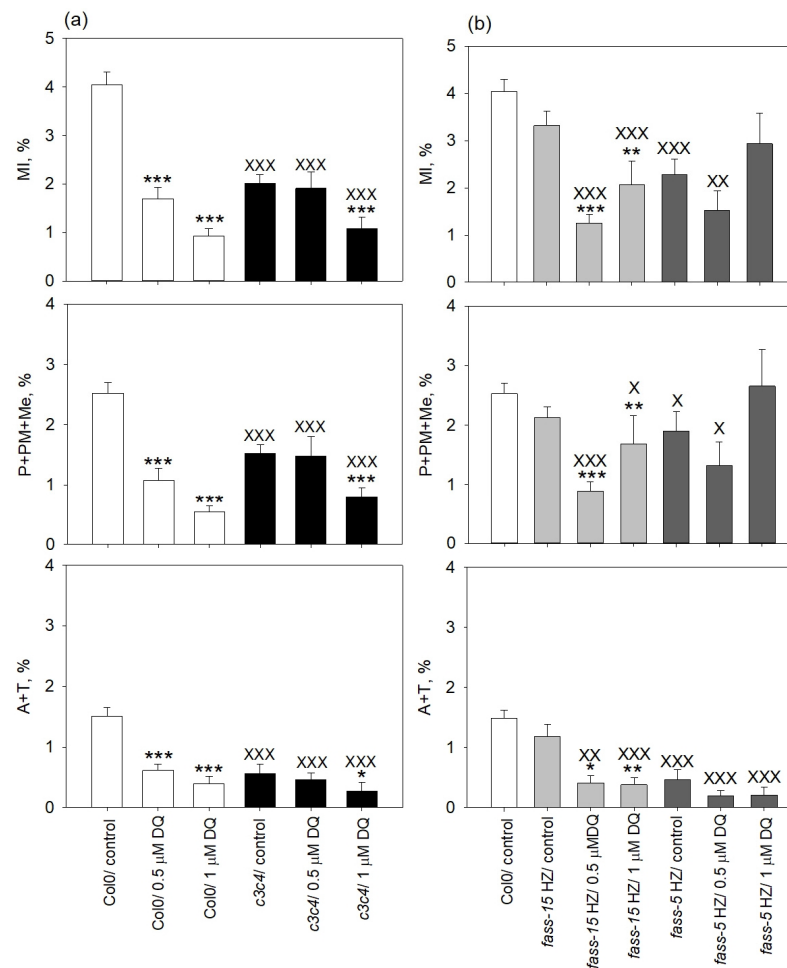 (a)
MI, %
5
4
3
2
1
0
***
***
XXX
XXX
XXX
***
P+PM+Me, %
4
3
2
1
0
***
***
XXX
XXX
XXX
***
A+T, %
4
3
2
1
0
***
***
XXX
XXX
XXX
*
Col0/ control
Col0/ 0.5 μM DQ
Col0/ 1 μM DQ
c3c4/ control
c3c4/ 0.5 μM DQ
c3c4/ 1 μM DQ
(b)
MI, %
5
4
3
2
1
0
XXX
***
XXX
**
XXX
XX
P+PM+Me, %
4
3
2
1
0
XXX
***
X
**
X
X
A+T, %
4
3
2
1
0
XX
*
XXX
**
XXX
XXX
XXX
Col0/ control
fass-15 HZ/ control
fass-15 HZ/ 0.5 μMDQ
fass-15 HZ/ 1 μM DQ
fass-5 HZ/ control
fass-5 HZ/ 0.5 μM DQ
fass-5 HZ/ 1 μM DQ